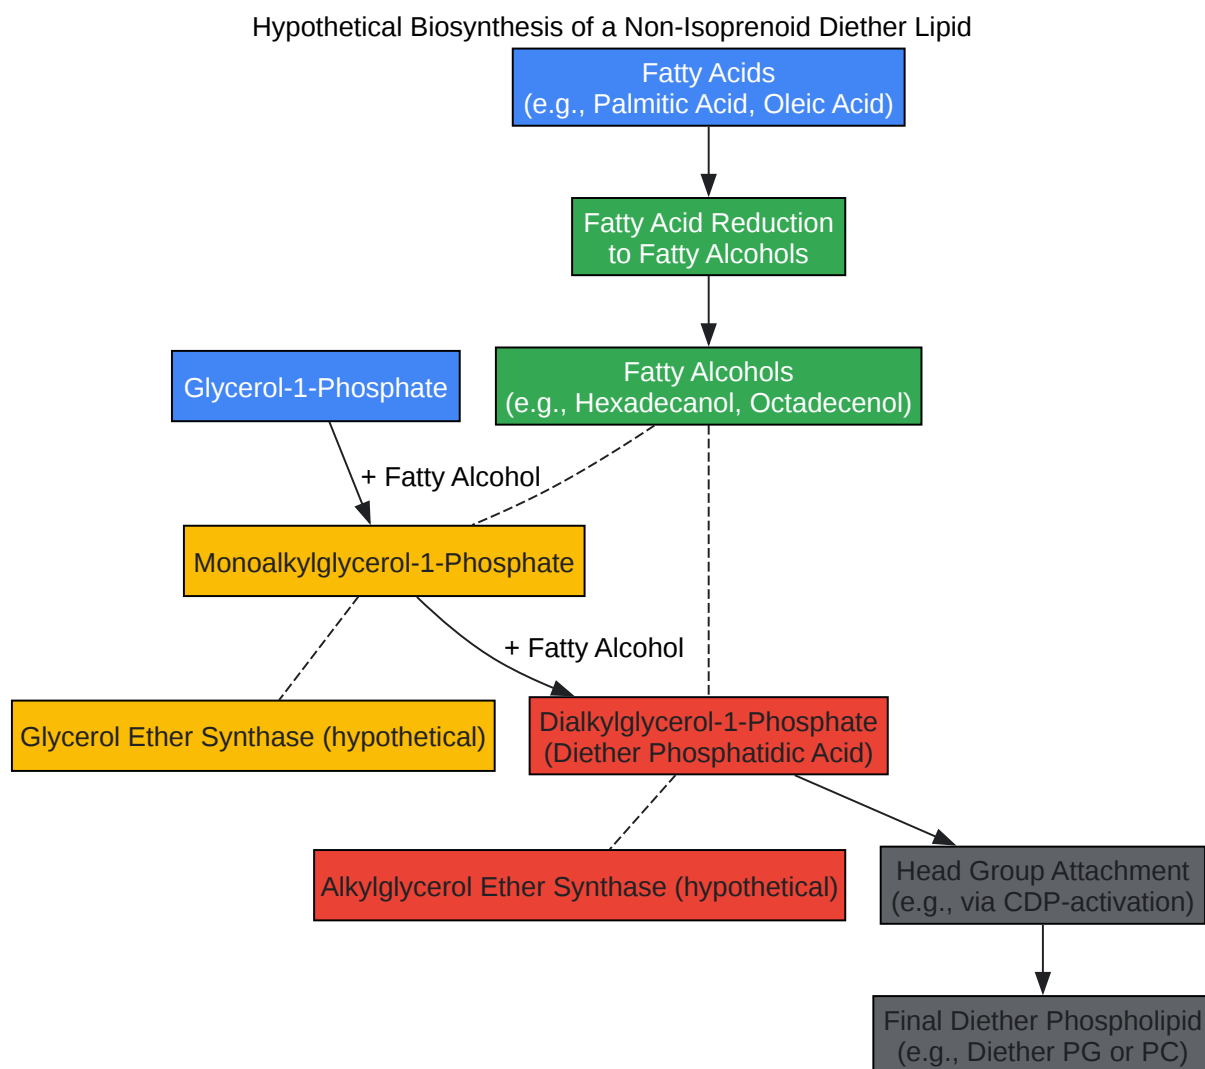 Hypothetical Biosynthesis of a Non-Isoprenoid Diether Lipid
Fatty Acids
(e.g., Palmitic Acid, Oleic Acid)
Fatty Acid Reduction
to Fatty Alcohols
Glycerol-1-Phosphate
Fatty Alcohols
(e.g., Hexadecanol, Octadecenol)
+ Fatty Alcohol
Monoalkylglycerol-1-Phosphate
+ Fatty Alcohol
Glycerol Ether Synthase (hypothetical)
Dialkylglycerol-1-Phosphate
(Diether Phosphatidic Acid)
Alkylglycerol Ether Synthase (hypothetical)
Head Group Attachment
(e.g., via CDP-activation)
Final Diether Phospholipid
(e.g., Diether PG or PC)